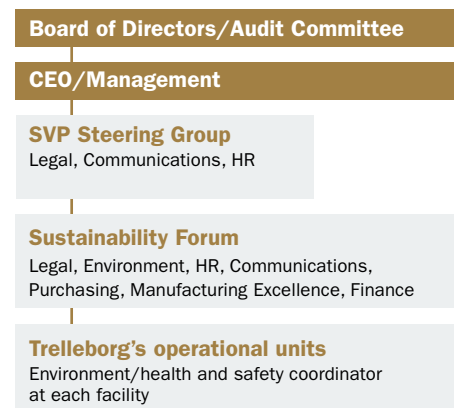 Board of Directors/Audit Committee
CEO/Management
SVP Steering Group
Legal, Communications, HR
Sustainability Forum
Legal, Environment, HR, Communications,
Purchasing, Manufacturing Excellence, Finance
Trelleborg’s operational units
Environment/health and safety coordinator
at each facility